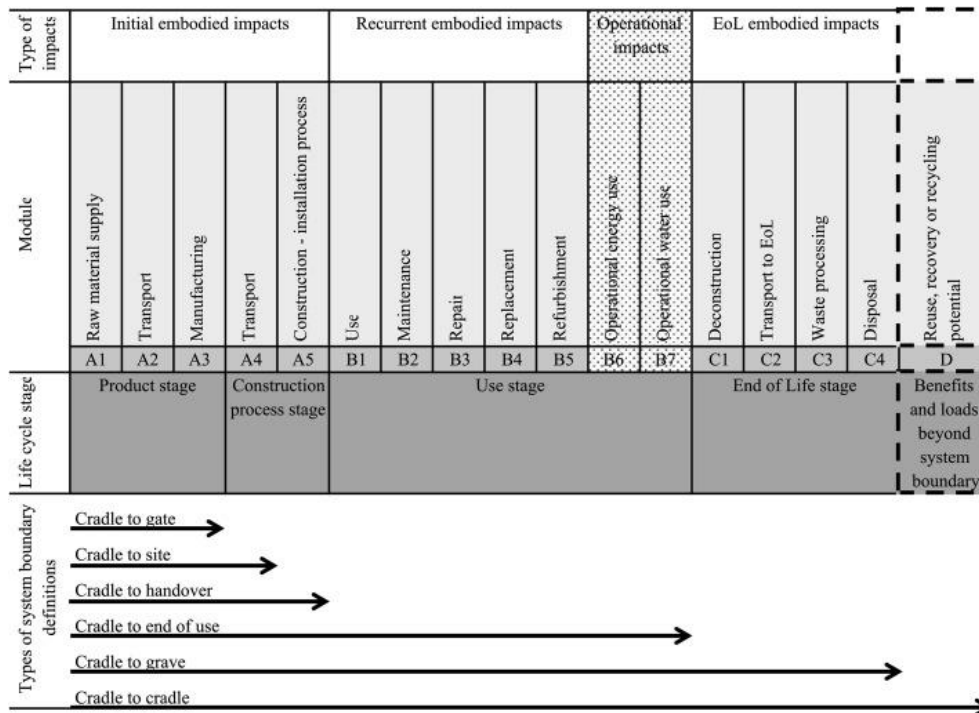 Type of
impacts
Initial embodied impacts
Recurrent embodied impacts
Operational
impacts
EoL embodied impacts
Module
Raw material supply
Transport
Manufacturing
Transport
Construction - installation process
Use
Maintenance
Repair
Replacement
Refurbishment
Operational energy use
Operational water use
Deconstruction
Transport to EoL
Waste processing
Disposal
Reuse, recovery or recycling
potential
A1 A2 A3 A4 A5 B1 B2 B3 B4 B5 B6 B7 C1 C2 C3 C4 D
Life cycle stage
Product stage
Construction
process stage
Use stage
End of Life stage
Benefits
and loads
beyond
system
boundary
Types of system boundary
definitions
Cradle to gate
Cradle to site
Cradle to handover
Cradle to end of use
Cradle to grave
Cradle to cradle